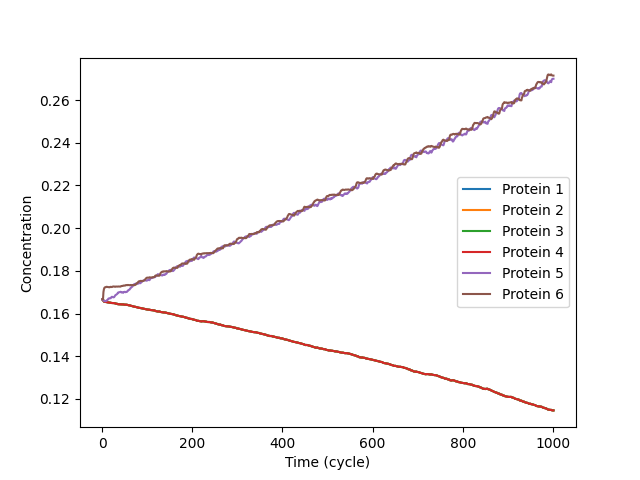 0.26
0.24
0.22
0.20
0.18
0.16
0.14
0.12
Concentration
Protein 1
Protein 2
Protein 3
Protein 4
Protein 5
Protein 6
0 200 400 600 800 1000
Time (cycle)